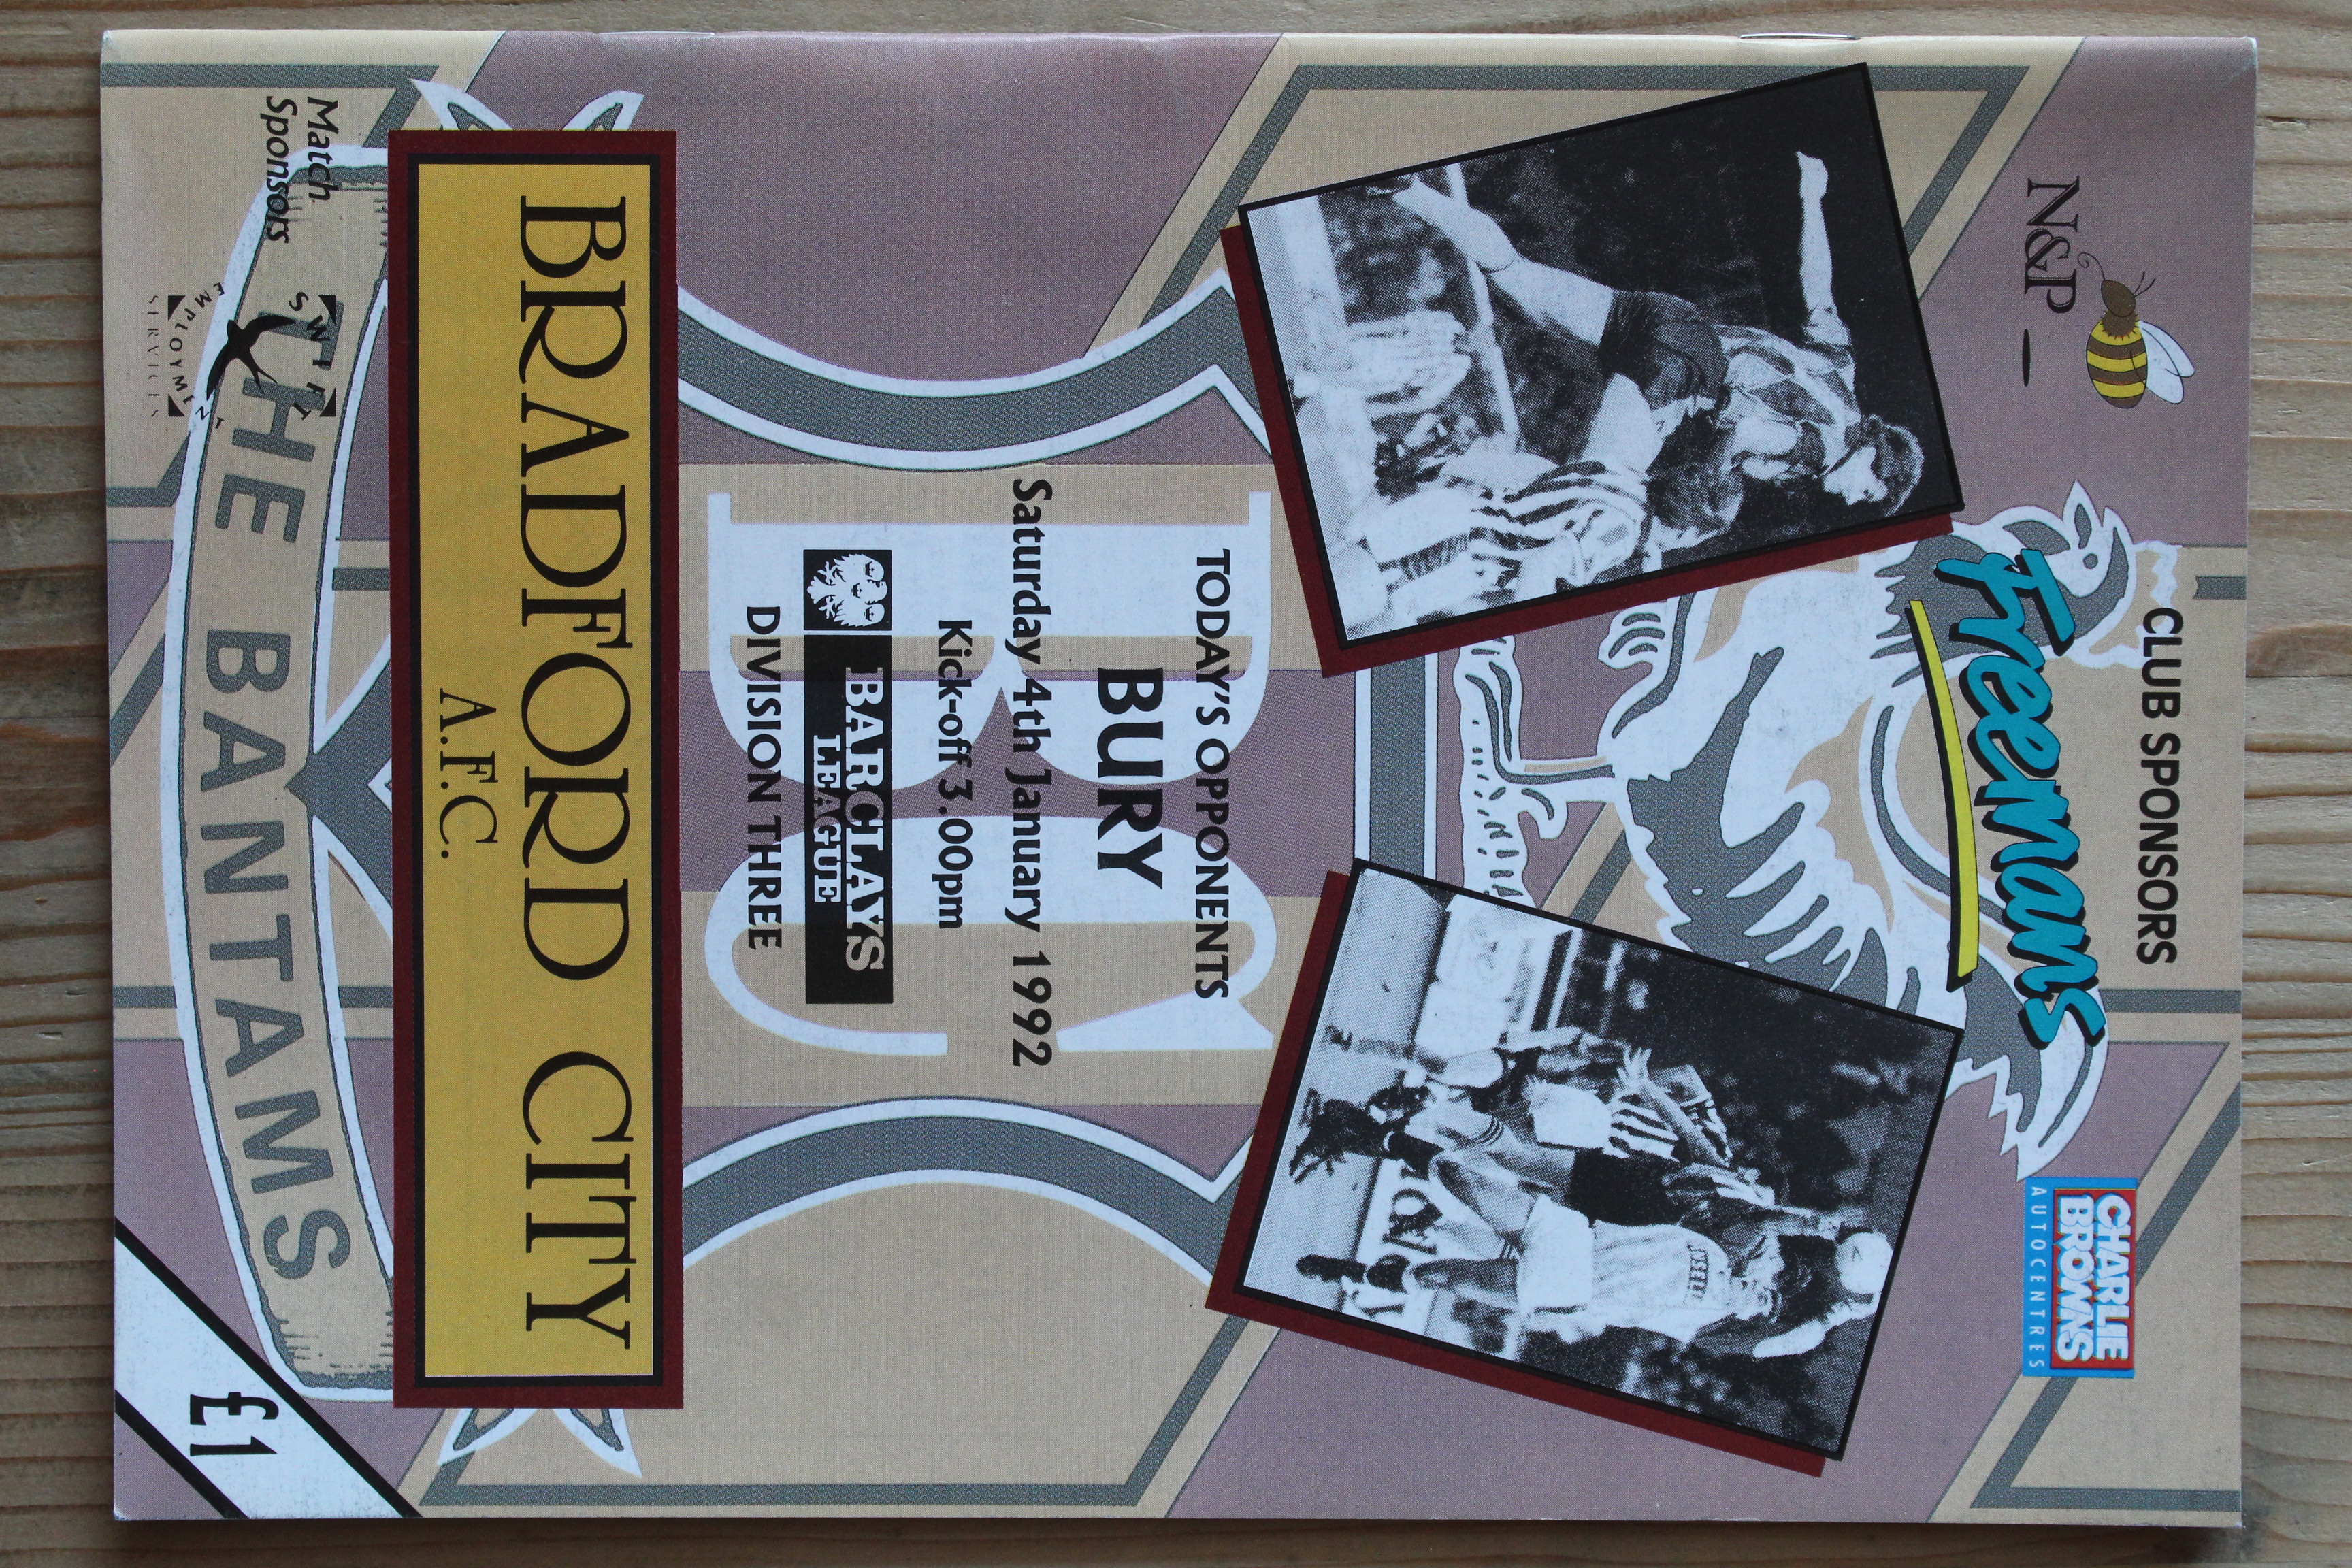 CLUB SPONSORS
N&P
Freemans
CHARLIE
BROWNS
AUTOCENTRES
TODAY'S OPPONENTS
BURY
Saturday 4th January 1992
Kick-off 3.00pm
BARCLAYS
LEAGUE
DIVISION THREE
BRADFORD CITY
A.F.C.
THE BANTAMS
Match
Sponsors
SWIFT
EMPLOYMENT
SERVICES
£1